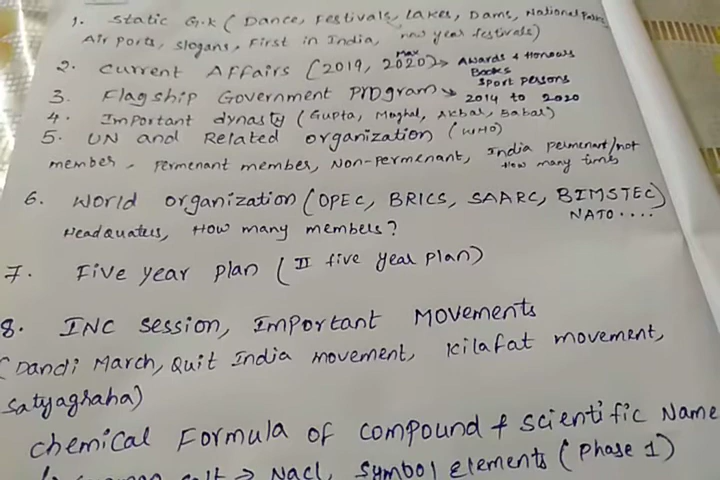 1. Static G.K ( Dance, Festivals, Lakes, Dams, National Parks,
Air ports, slogans, First in India, new year festivals)
2. Current Affairs (2019, 2020) → Awards & Honours
May
Books
Sport persons
3. Flagship Government Program → 2014 to 2020
4. Important dynasty (Gupta, Mughal, Akbar, Babar)
5. UN and Related organization (WHO)
member, Permenant member, Non-permenant, India permenant/not
How many times
6. World organization (OPEC, BRICS, SAARC, BIMSTEC)
NATO....
Headquaters, How many members?
7. Five year plan (II five year plan)
8. INC session, Important Movements
(Dandi March, Quit India movement, Kilafat movement,
Satyagraha)
Chemical Formula of compound & scientific Name
salt → Nacl, Symbol elements (Phase 1)